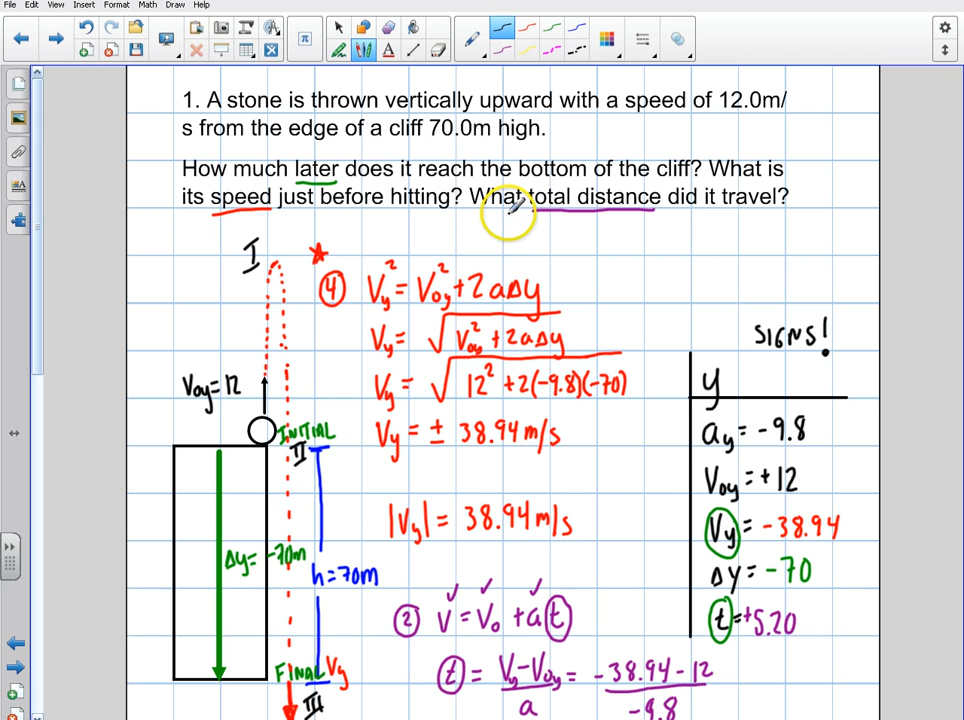 File Edit View Insert Format Math Draw Help
π
A
1. A stone is thrown vertically upward with a speed of 12.0m/
s from the edge of a cliff 70.0m high.
How much later does it reach the bottom of the cliff? What is
its speed just before hitting? What total distance did it travel?
I
④ Vy² = Voy² + 2aΔy
Vy = √(Voy² + 2aΔy)
Vy = √(12² + 2(-9.8)(-70))
Vy = ± 38.94 m/s
|Vy| = 38.94 m/s
Voy = 12
INITIAL
II
Δy = -70m
h = 70m
FINAL Vy
III
② v = v₀ + at
t = Vy - Voy / a = -38.94 - 12 / -9.8
SIGNS!
y
ay = -9.8
Voy = +12
Vy = -38.94
Δy = -70
t = +5.20